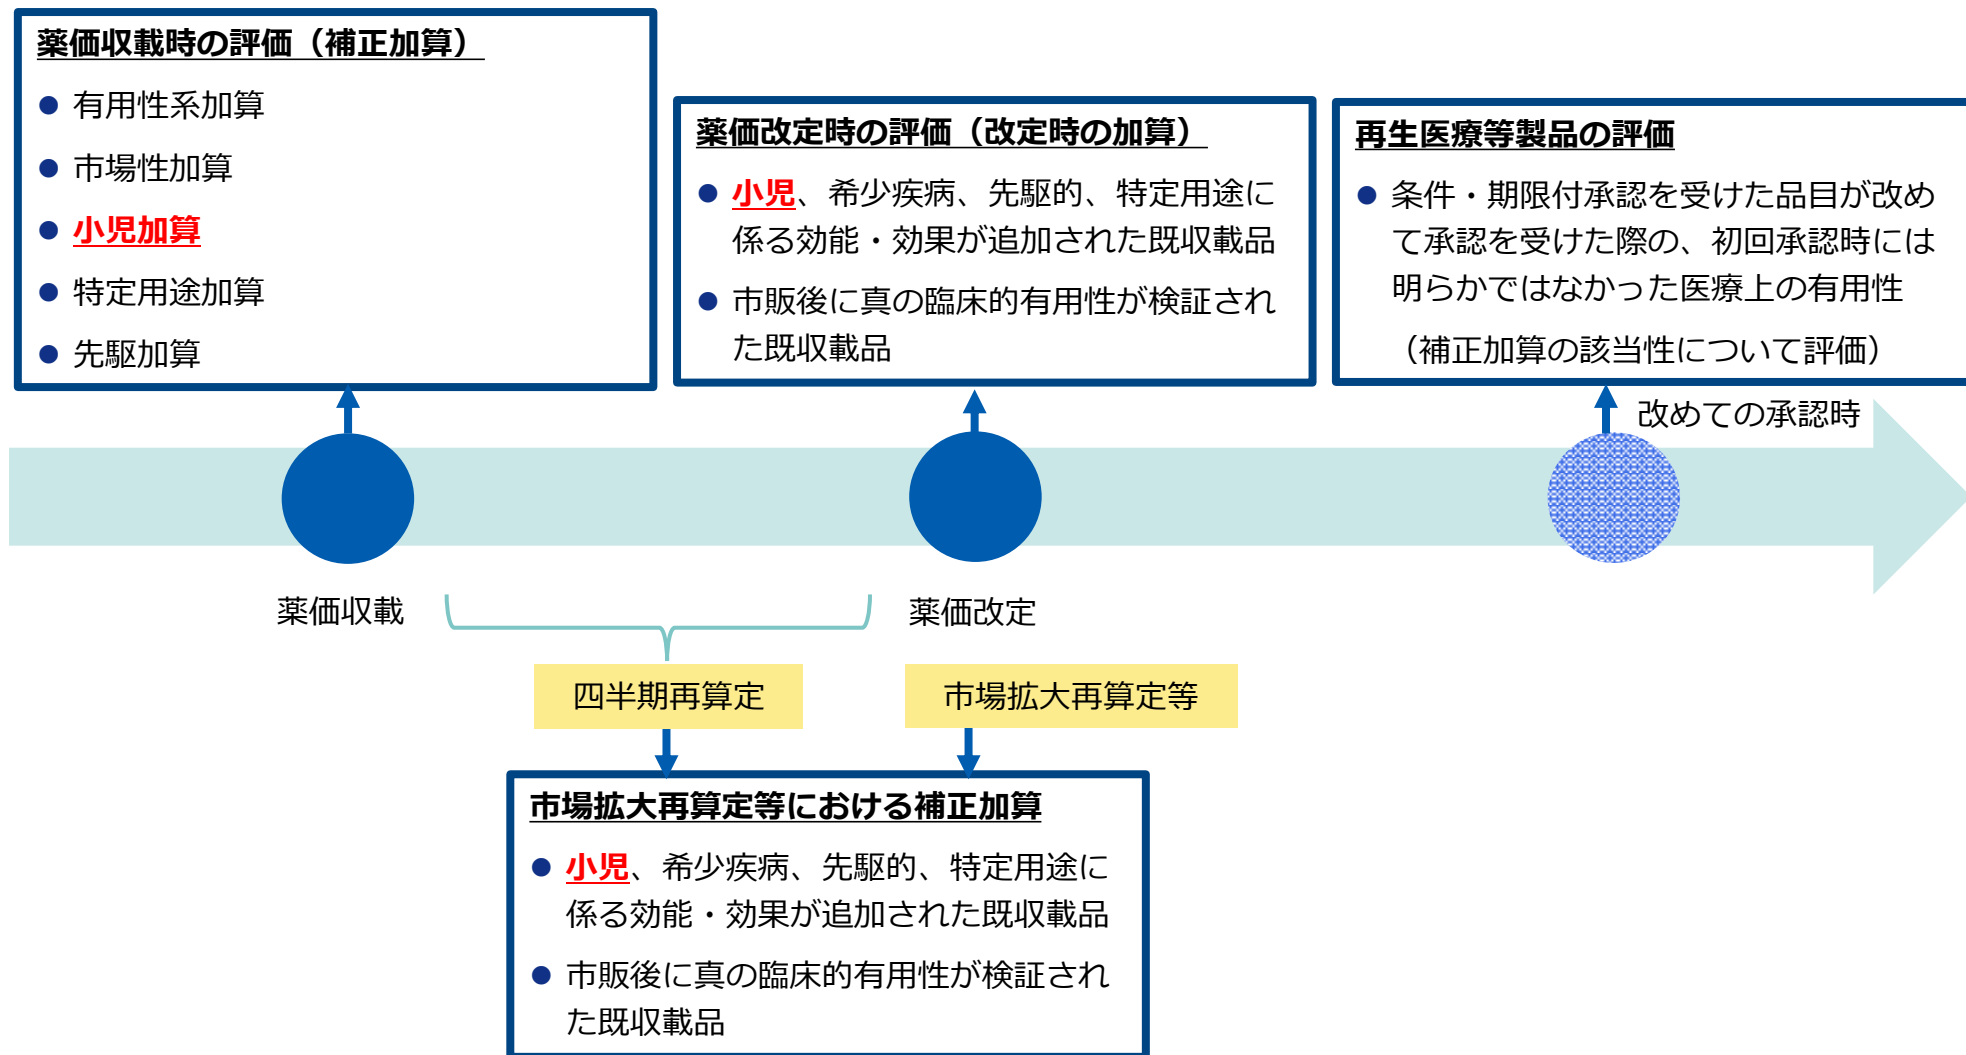 薬価収載時の評価（補正加算）
● 有用性系加算
● 市場性加算
● 小児加算
● 特定用途加算
● 先駆加算
薬価改定時の評価（改定時の加算）
● 小児、希少疾病、先駆的、特定用途に
係る効能・効果が追加された既収載品
● 市販後に真の臨床的有用性が検証され
た既収載品
再生医療等製品の評価
● 条件・期限付承認を受けた品目が改め
て承認を受けた際の、初回承認時には
明らかではなかった医療上の有用性
（補正加算の該当性について評価）
改めての承認時
薬価収載
薬価改定
四半期再算定
市場拡大再算定等
市場拡大再算定等における補正加算
● 小児、希少疾病、先駆的、特定用途に
係る効能・効果が追加された既収載品
● 市販後に真の臨床的有用性が検証され
た既収載品